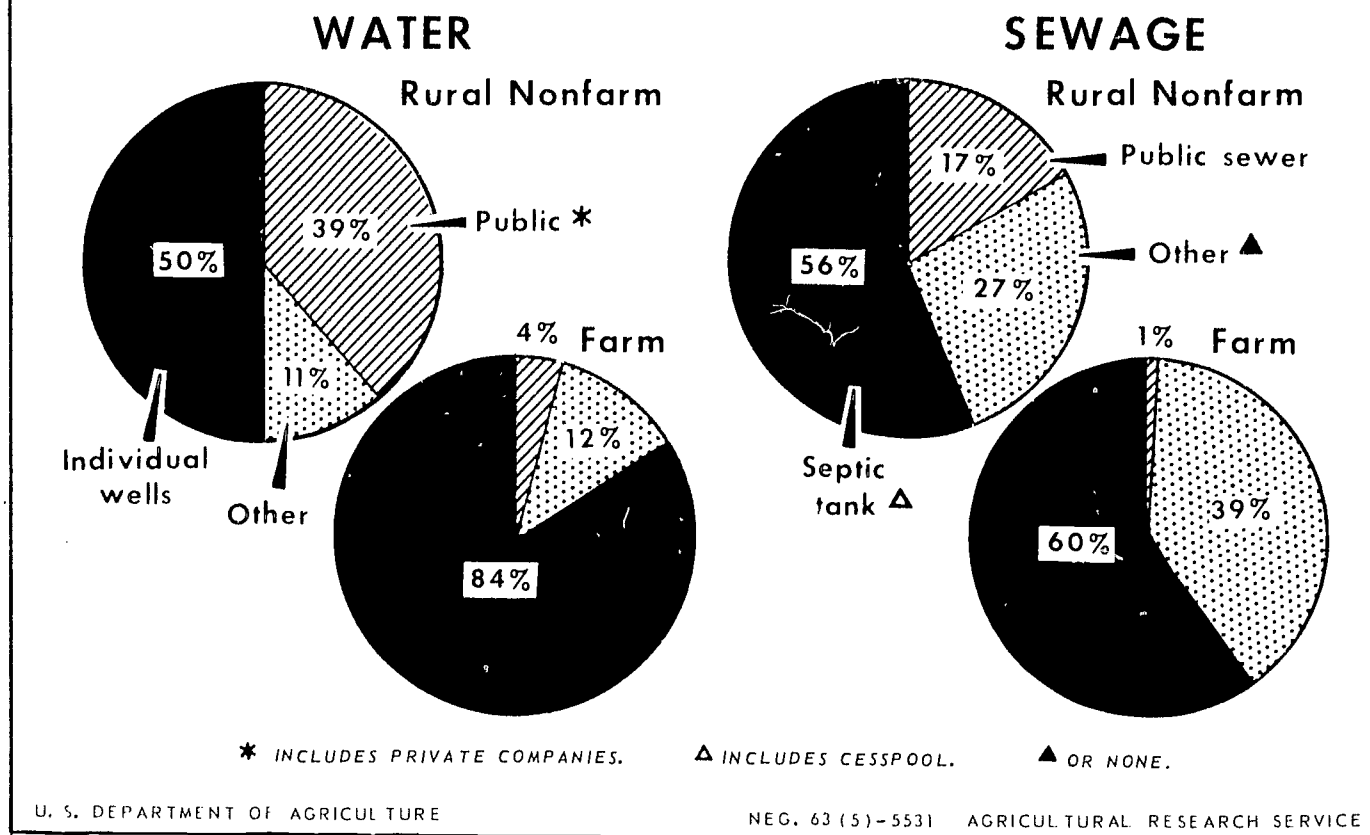 WATER
Rural Nonfarm
39%
Public *
50%
11%
Individual
wells
Other
4%
Farm
12%
84%
SEWAGE
Rural Nonfarm
17%
Public sewer
Other ▲
56%
27%
Septic
tank △
1%
Farm
39%
60%
* INCLUDES PRIVATE COMPANIES.
△ INCLUDES CESSPOOL.
▲ OR NONE.
U. S. DEPARTMENT OF AGRICULTURE
NEG. 63 (5)-5531 AGRICULTURAL RESEARCH SERVICE